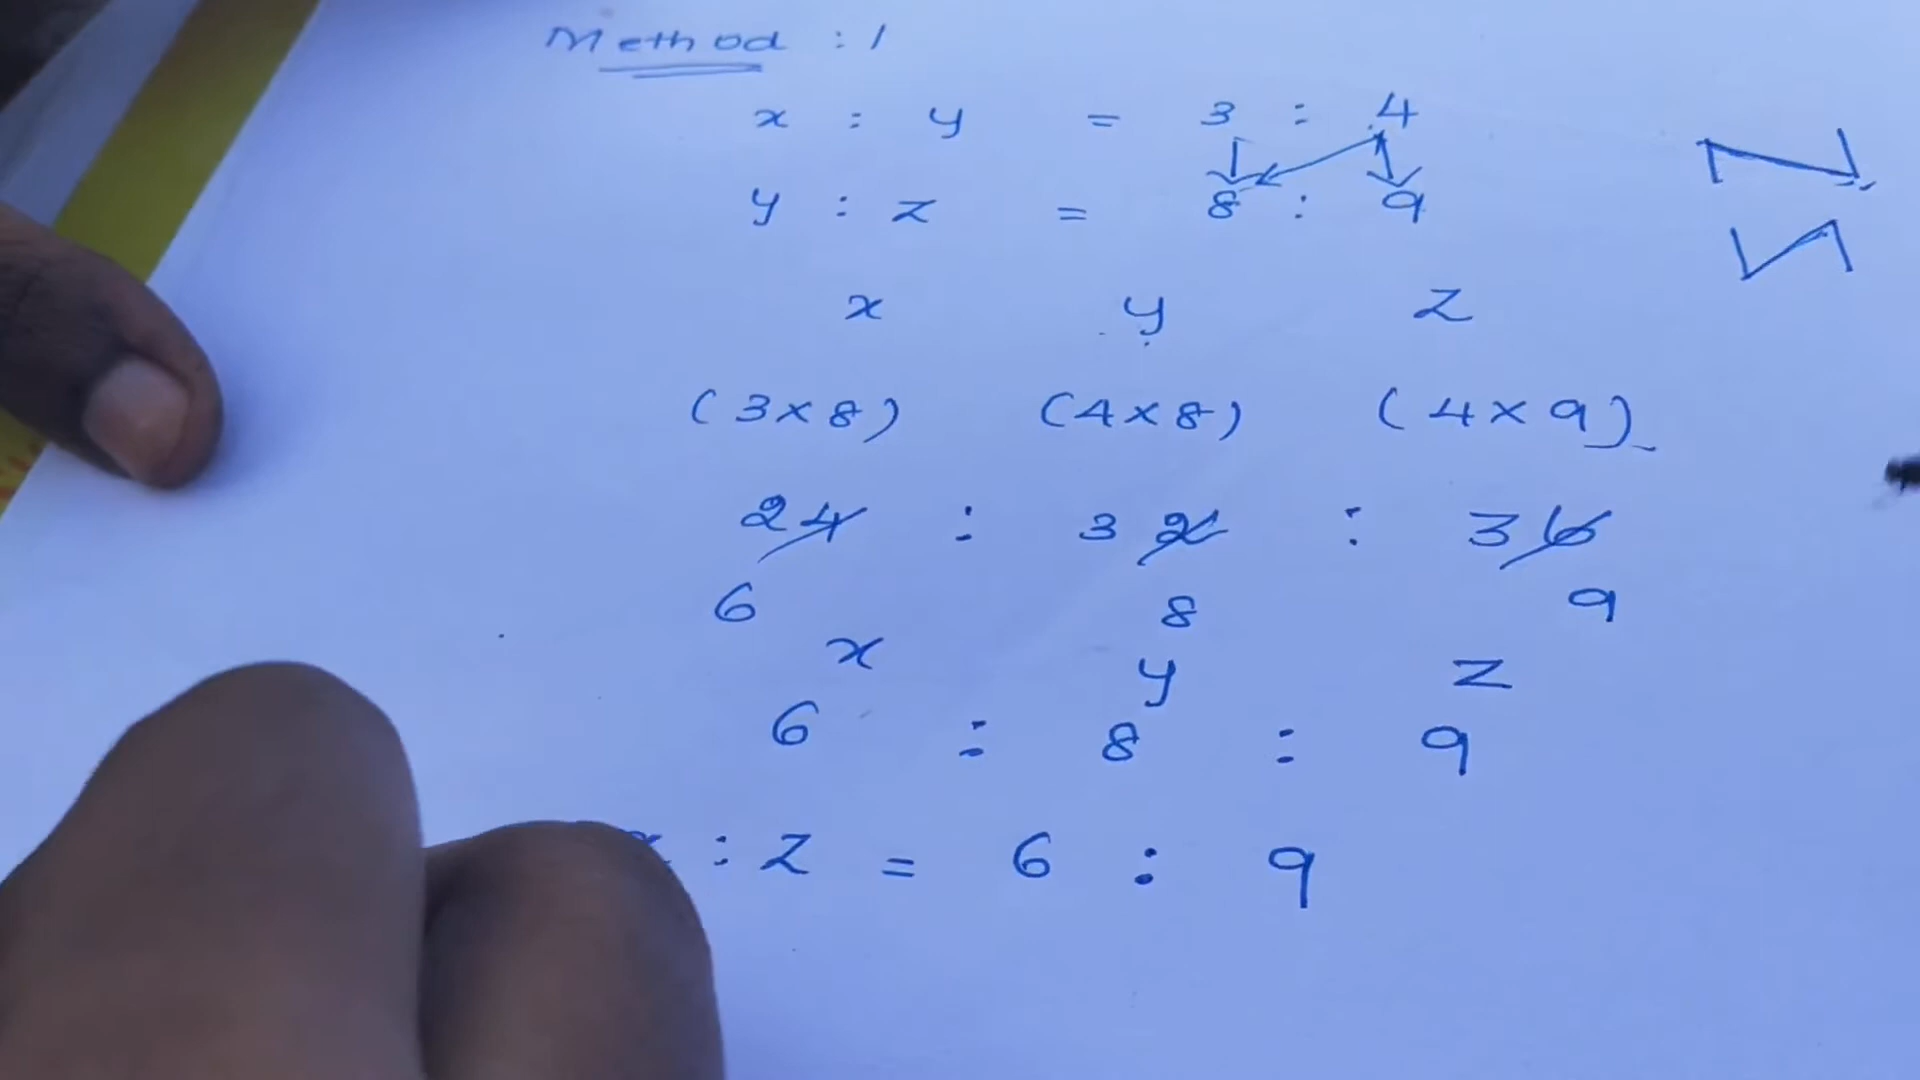 Method : 1
x : y = 3 : 4
y : z = 8 : 9
x y z
(3×8) (4×8) (4×9)
24 : 32 : 36
6 8 9
x y z
6 : 8 : 9
: z = 6 : 9